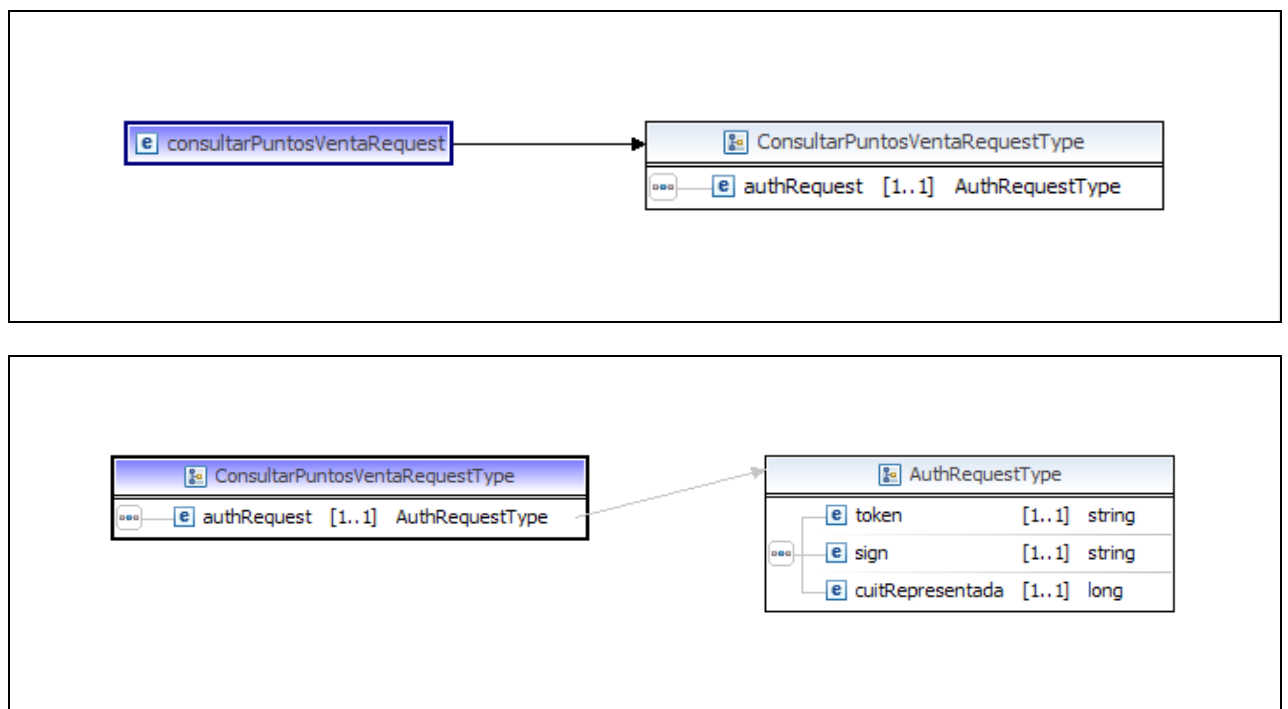 e consultarPuntosVentaRequest
ConsultarPuntosVentaRequestType
e authRequest [1..1] AuthRequestType
ConsultarPuntosVentaRequestType
e authRequest [1..1] AuthRequestType
AuthRequestType
e token [1..1] string
e sign [1..1] string
e cuitRepresentada [1..1] long